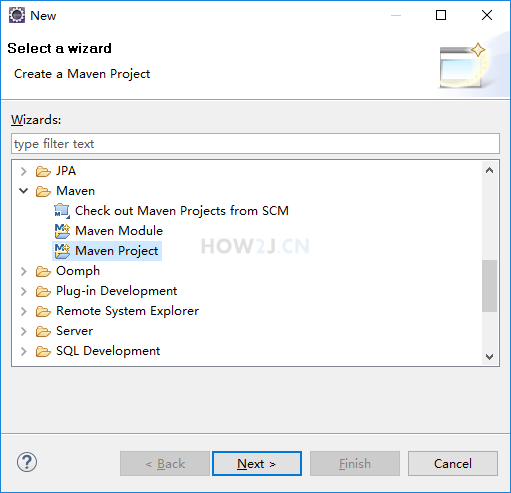 New
Select a wizard
Create a Maven Project
Wizards:
type filter text
JPA
Maven
Check out Maven Projects from SCM
Maven Module
HOW2J.CN
Maven Project
Oomph
Plug-in Development
Remote System Explorer
Server
SQL Development
?
< Back
Next >
Finish
Cancel